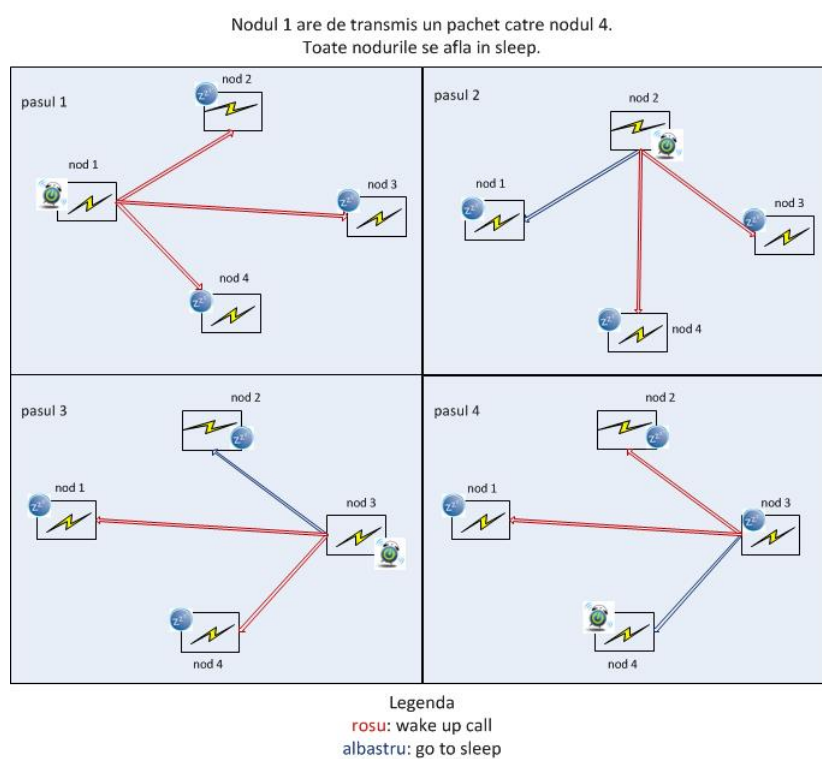 Nodul 1 are de transmis un pachet catre nodul 4.
Toate nodurile se afla in sleep.
pasul 1
nod 2
nod 1
nod 3
nod 4
pasul 2
nod 2
nod 1
nod 3
nod 4
pasul 3
nod 2
nod 1
nod 3
nod 4
pasul 4
nod 2
nod 1
nod 3
nod 4
Legenda
rosu: wake up call
albastru: go to sleep